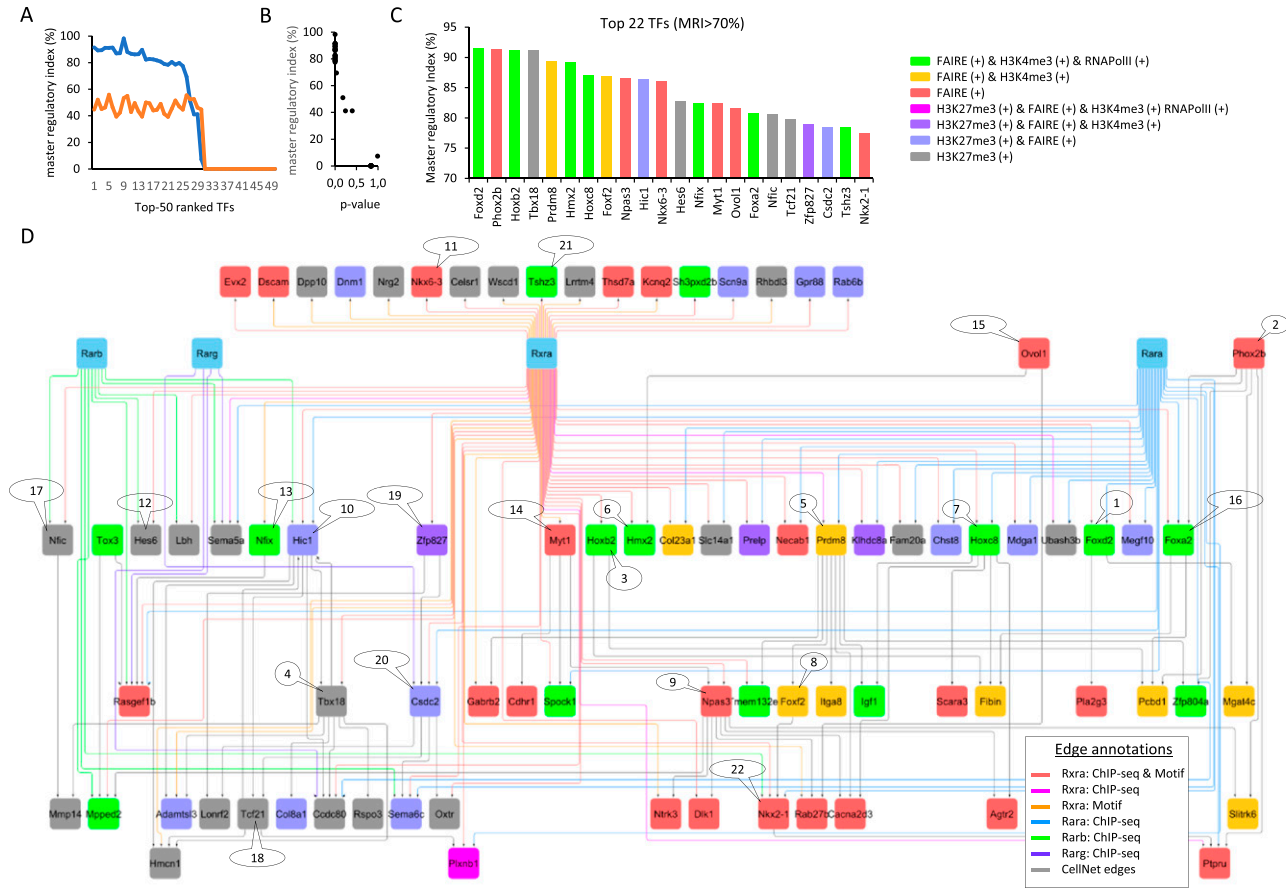 A
master regulatory index (%)
100
80
60
40
20
0
1 5 9 13 17 21 25 29 33 37 41 45 49
Top-50 ranked TFs
B
master regulatory index (%)
100
80
60
40
20
0
0,0 0,5 1,0
p-value
C
Top 22 TFs (MRI>70%)
Master regulatory Index (%)
95
90
85
80
75
70
Foxd2 Phox2b Hoxb2 Tbx18 Prdm8 Hmx2 Hoxc8 Foxf2 Npas3 Hic1 Nkx6-3 Hes6 Nfix Myt1 Ovol1 Foxa2 Nfic Tcf21 Zfp827 Csdc2 Tshz3 Nkx2-1
FAIRE (+) & H3K4me3 (+) & RNAPolII (+)
FAIRE (+) & H3K4me3 (+)
FAIRE (+)
H3K27me3 (+) & FAIRE (+) & H3K4me3 (+) RNAPolII (+)
H3K27me3 (+) & FAIRE (+) & H3K4me3 (+)
H3K27me3 (+) & FAIRE (+)
H3K27me3 (+)
D
11 21
Evx2 Dscam Dpp10 Dnm1 Nrg2 Nkx6-3 Celsr1 Wscd1 Tshz3 Lrrtm4 Thsd7a Kcnq2 Sh3pxd2b Scn9a Rhbdl3 Gpr88 Rab6b
15 2
Rarb Rarg Rxra Ovol1 Rara Phox2b
17 12 13 10 19 14 6 5 7 1 16
Nfic Tox3 Hes6 Lbh Sema5a Nfix Hic1 Zfp827 Myt1 Hoxb2 Hmx2 Col23a1 Slc14a1 Prelp Necab1 Prdm8 Klhdc8a Fam20a Chst8 Hoxc8 Mdga1 Ubash3b Foxd2 Megf10 Foxa2
3
4 20 9 8
Rasgef1b Tbx18 Csdc2 Gabrb2 Cdhr1 Spock1 Npas3 Tmem132e Foxf2 Itga8 Igf1 Scara3 Fibin Pla2g3 Pcbd1 Zfp804a Mgat4c
22
Mmp14 Mpped2 Adamtsl3 Lonrf2 Tcf21 Col8a1 Ccdc80 Rspo3 Sema6c Oxtr Ntrk3 Dlk1 Nkx2-1 Rab27b Cacna2d3 Agtr2 Slitrk6
18
Hmcn1 Plxnb1 Ptpru
Edge annotations
Rxra: ChIP-seq & Motif
Rxra: ChIP-seq
Rxra: Motif
Rara: ChIP-seq
Rarb: ChIP-seq
Rarg: ChIP-seq
CellNet edges